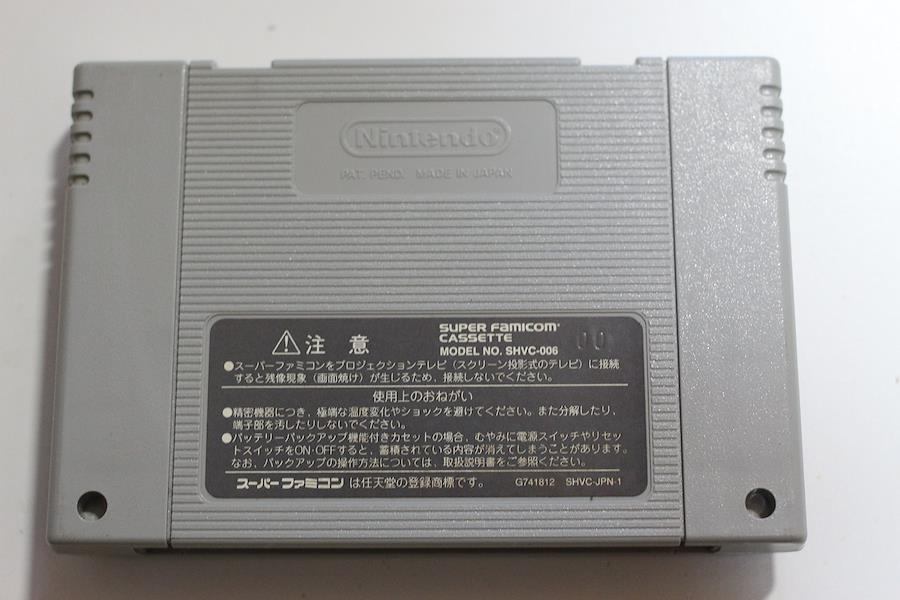 Nintendo®
PAT. PEND. MADE IN JAPAN
⚠注意
SUPER FAMICOM®
CASSETTE
MODEL NO. SHVC-006
00
●スーパーファミコンをプロジェクションテレビ（スクリーン投影式のテレビ）に接続
すると残像現象（画面焼け）が生じるため、接続しないでください。
使用上のおねがい
●精密機器につき、極端な温度変化やショックを避けてください。また分解したり、
端子部を汚したりしないでください。
●バッテリーバックアップ機能付きカセットの場合、むやみに電源スイッチやリセッ
トスイッチをON・OFFすると、蓄積されている内容が消えてしまうことがあります。
なお、バックアップの操作方法については、取扱説明書をご参照ください。
スーパーファミコンは任天堂の登録商標です。
G741812 SHVC-JPN-1